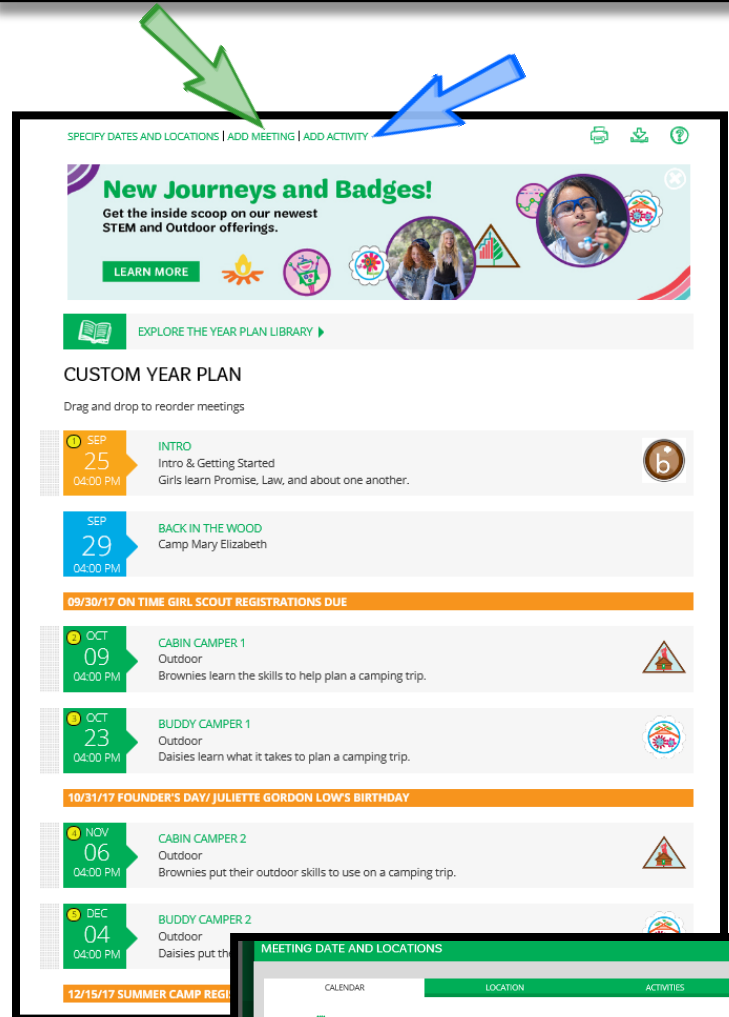 SPECIFY DATES AND LOCATIONS | ADD MEETING | ADD ACTIVITY
New Journeys and Badges!
Get the inside scoop on our newest
STEM and Outdoor offerings.
LEARN MORE
EXPLORE THE YEAR PLAN LIBRARY
CUSTOM YEAR PLAN
Drag and drop to reorder meetings
1 SEP
25
04:00 PM
INTRO
Intro & Getting Started
Girls learn Promise, Law, and about one another.
b
SEP
29
04:00 PM
BACK IN THE WOOD
Camp Mary Elizabeth
09/30/17 ON TIME GIRL SCOUT REGISTRATIONS DUE
2 OCT
09
04:00 PM
CABIN CAMPER 1
Outdoor
Brownies learn the skills to help plan a camping trip.
3 OCT
23
04:00 PM
BUDDY CAMPER 1
Outdoor
Daisies learn what it takes to plan a camping trip.
10/31/17 FOUNDER'S DAY/ JULIETTE GORDON LOW'S BIRTHDAY
4 NOV
06
04:00 PM
CABIN CAMPER 2
Outdoor
Brownies put their outdoor skills to use on a camping trip.
5 DEC
04
04:00 PM
BUDDY CAMPER 2
Outdoor
Daisies put
12/15/17 SUMMER CAMP
MEETING DATE AND LOCATIONS
CALENDAR
LOCATION
ACTIVITIES